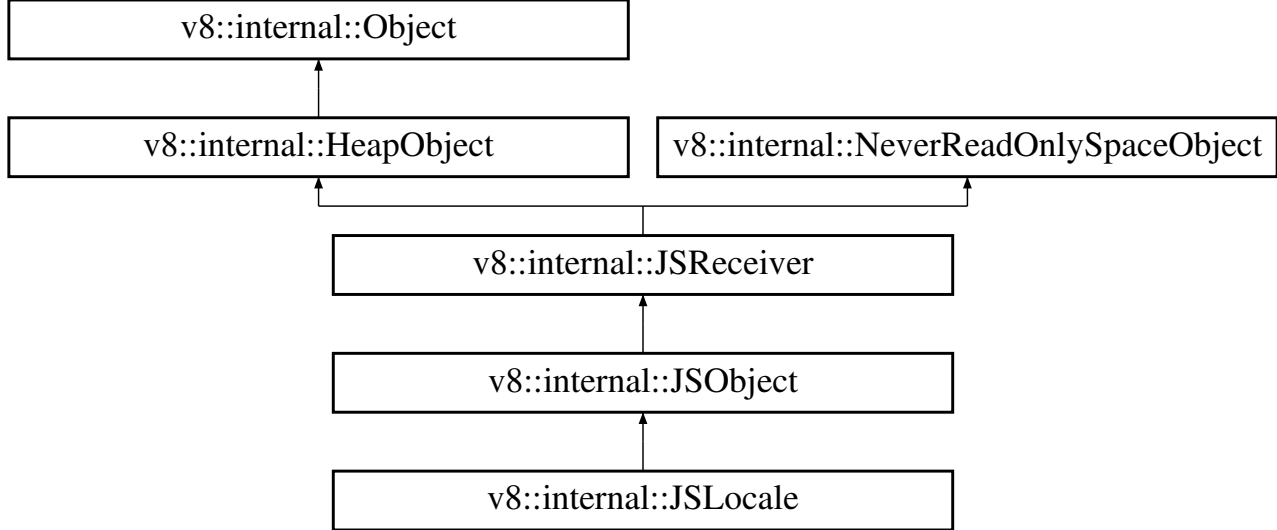 v8::internal::Object
v8::internal::HeapObject
v8::internal::NeverReadOnlySpaceObject
v8::internal::JSReceiver
v8::internal::JSObject
v8::internal::JSLocale